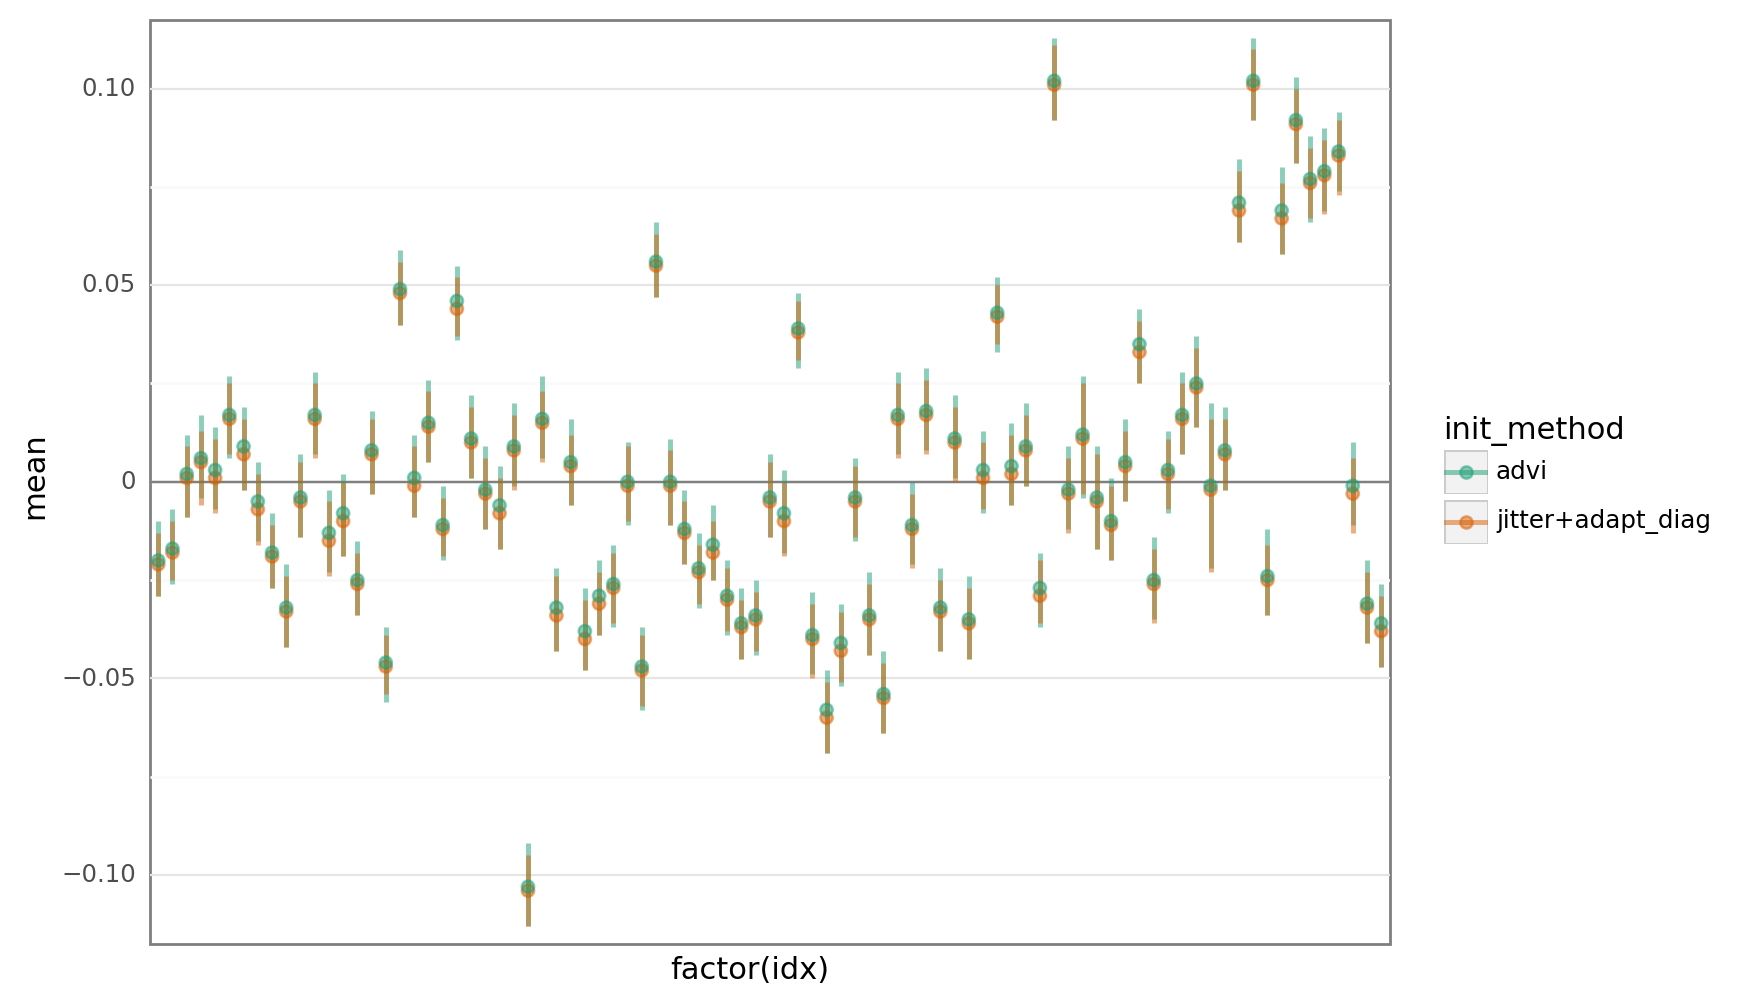 0.10
0.05
0
−0.05
−0.10
mean
factor(idx)
init_method
advi
jitter+adapt_diag